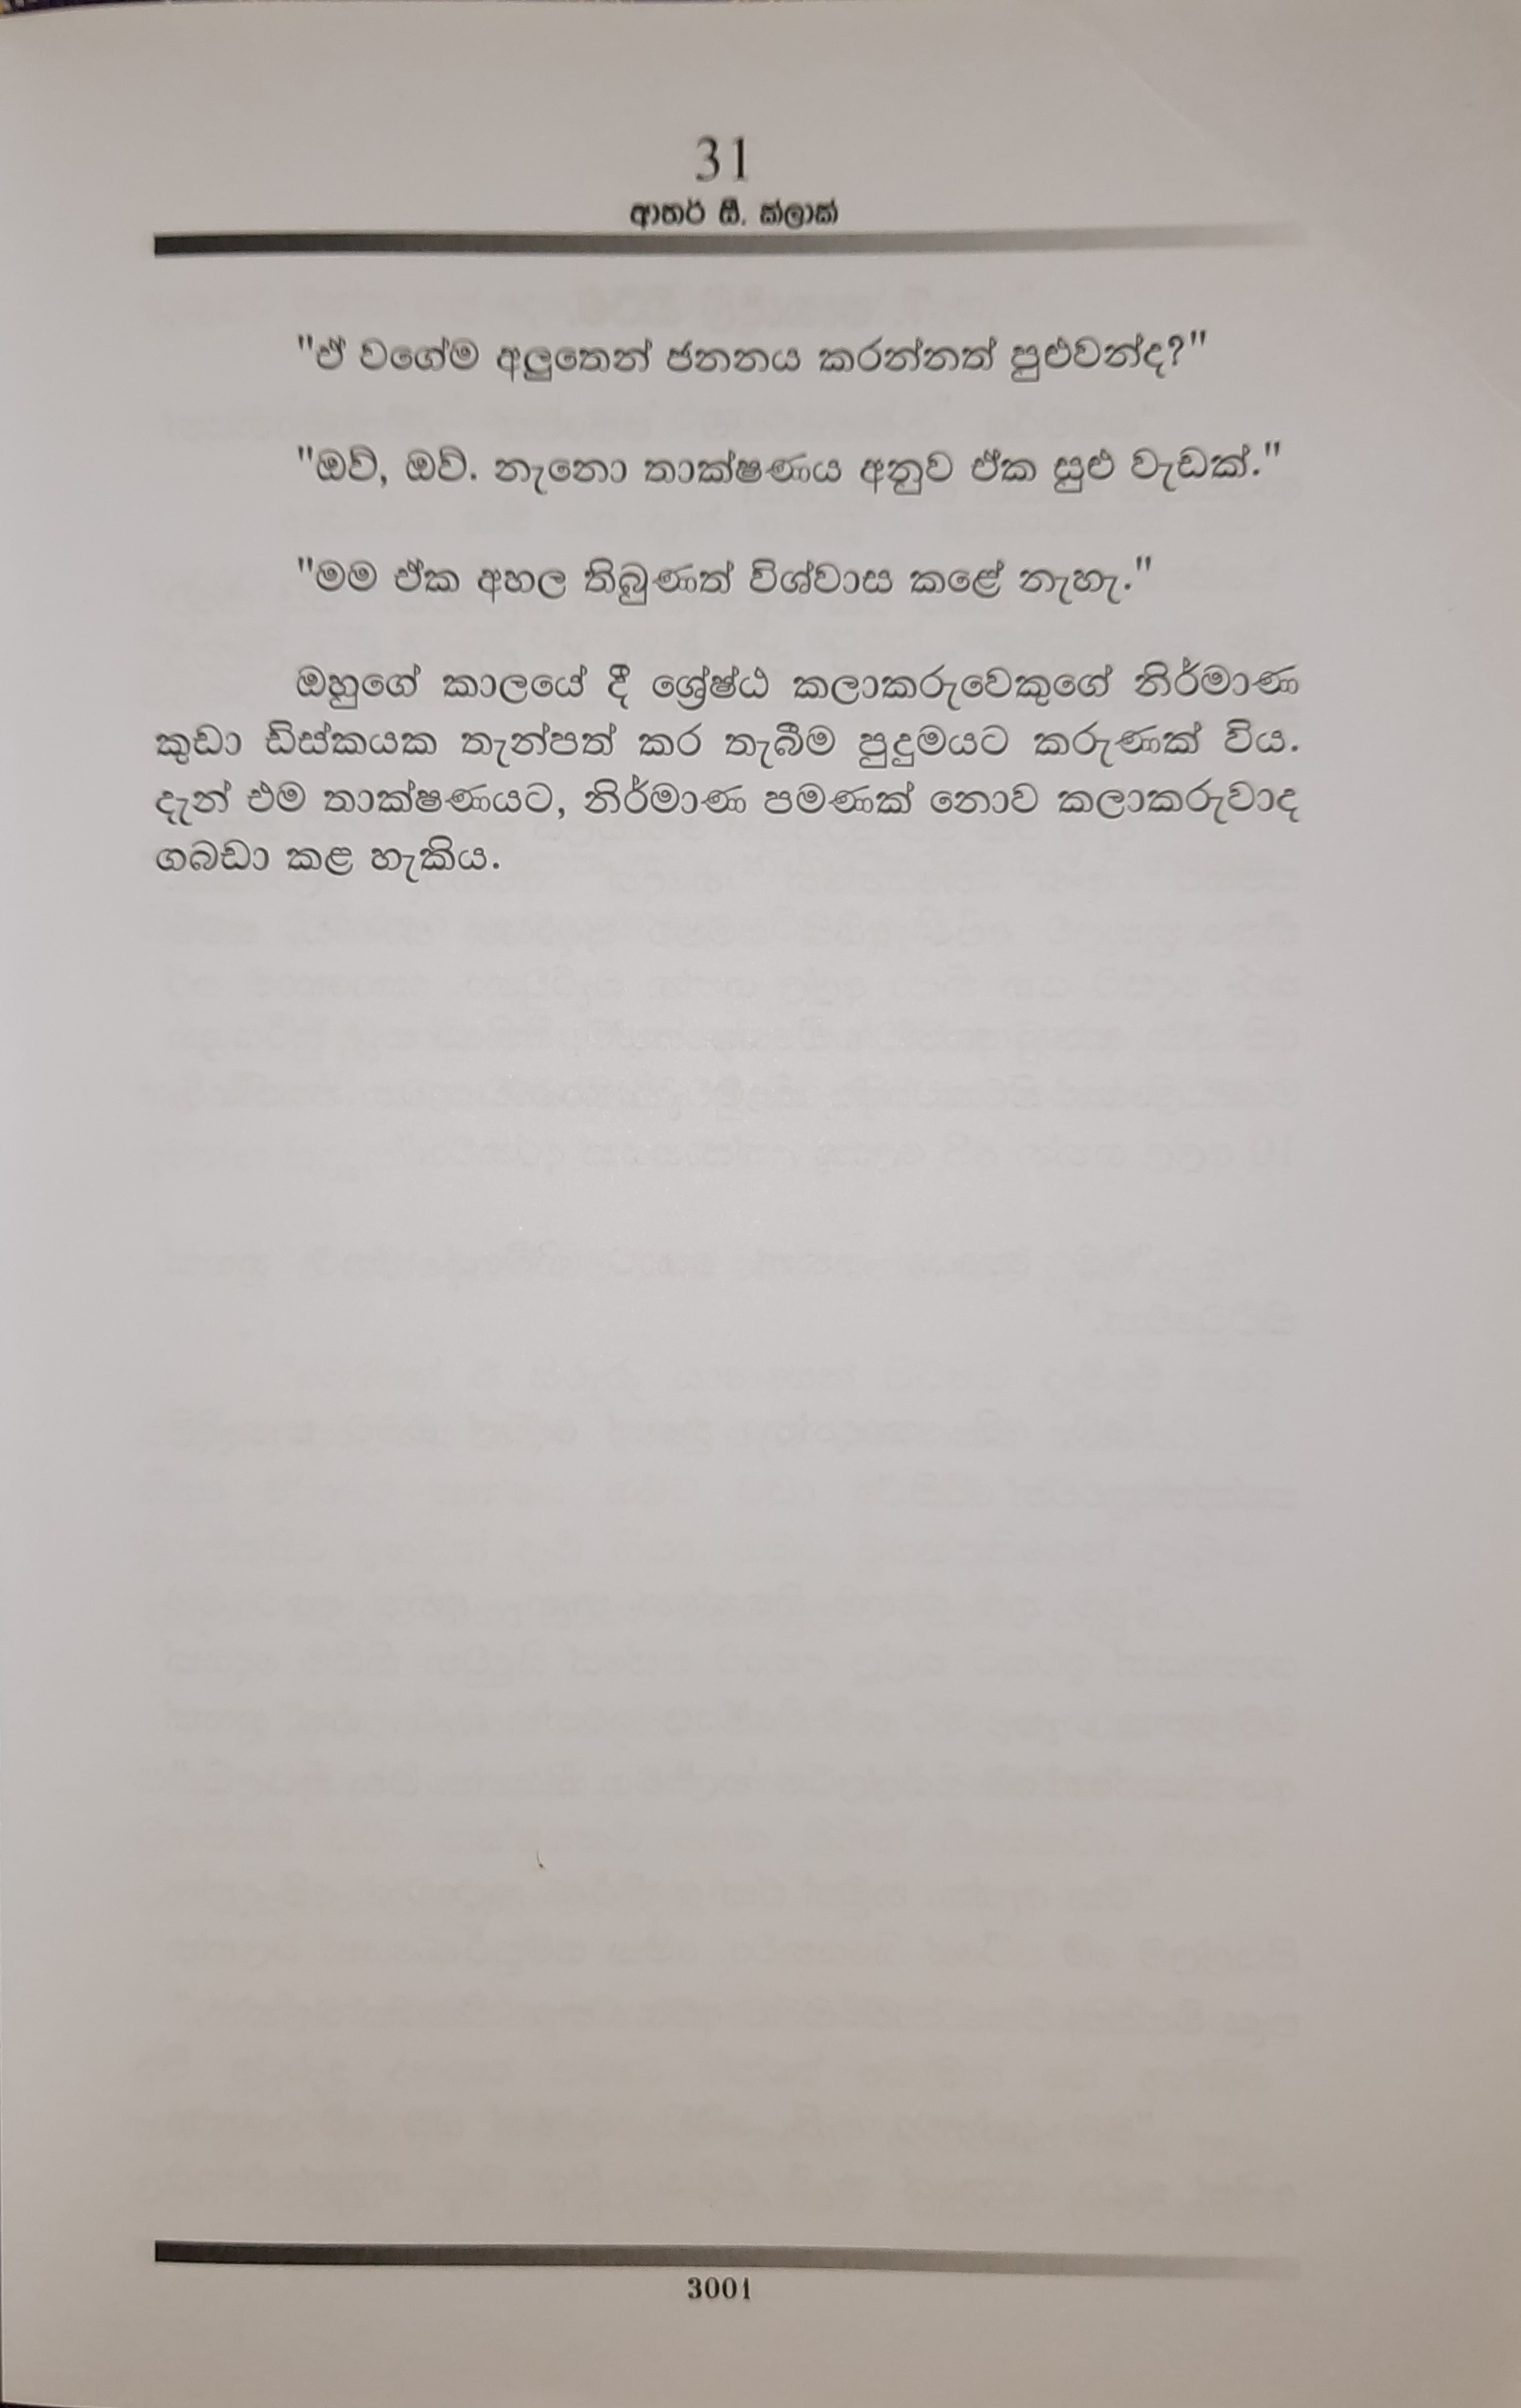 31
ආතර් සී. ක්ලාක්
"ඒ වගේම අලුතෙන් ජනනය කරන්නත් පුළුවන්ද?"
"ඔව්, ඔව්. නැනො තාක්ෂණය අනුව ඒක සුළු වැඩක්."
"මම ඒක අහල තිබුණත් විශ්වාස කළේ නැහැ."
ඔහුගේ කාලයේ දී ශ්‍රේෂ්ඨ කලාකරුවෙකුගේ නිර්මාණ
කුඩා ඩිස්කයක තැන්පත් කර තැබීම පුදුමයට කරුණක් විය.
දැන් එම තාක්ෂණයට, නිර්මාණ පමණක් නොව කලාකරුවාද
ගබඩා කළ හැකිය.
3001